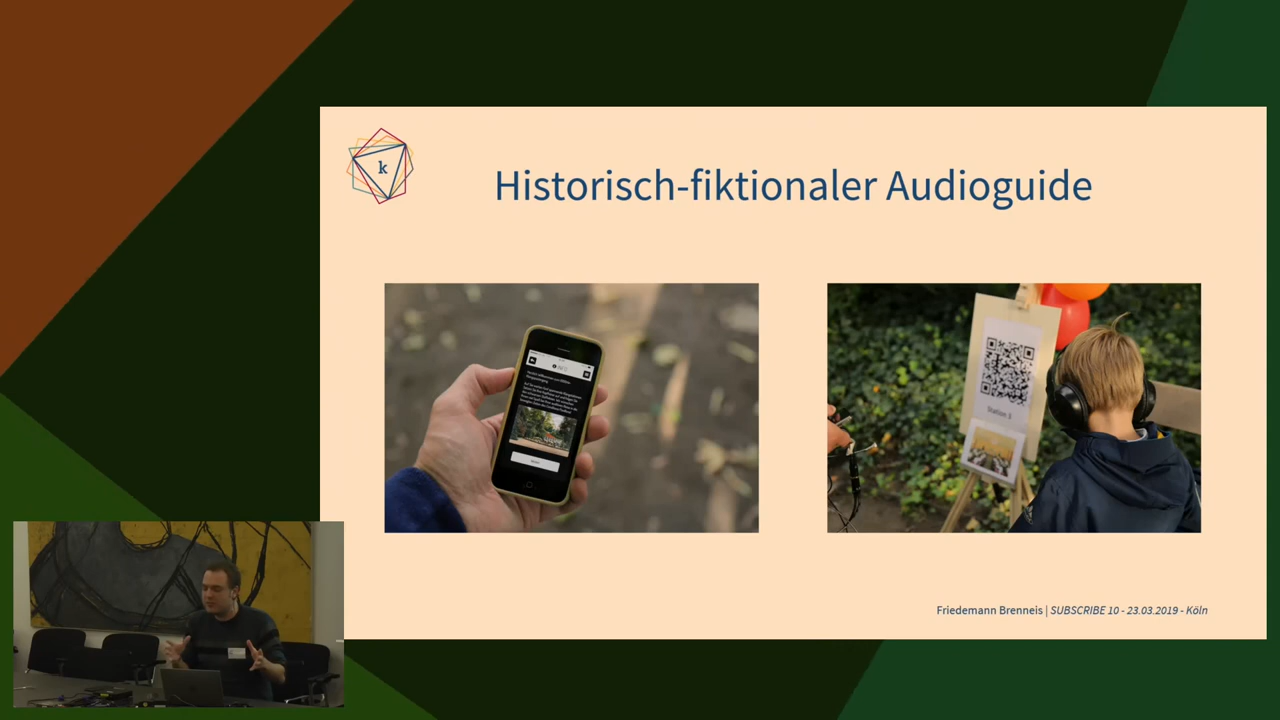 k
Historisch-fiktionaler Audioguide
Station 3
Friedemann Brenneis | SUBSCRIBE 10 - 23.03.2019 - Köln